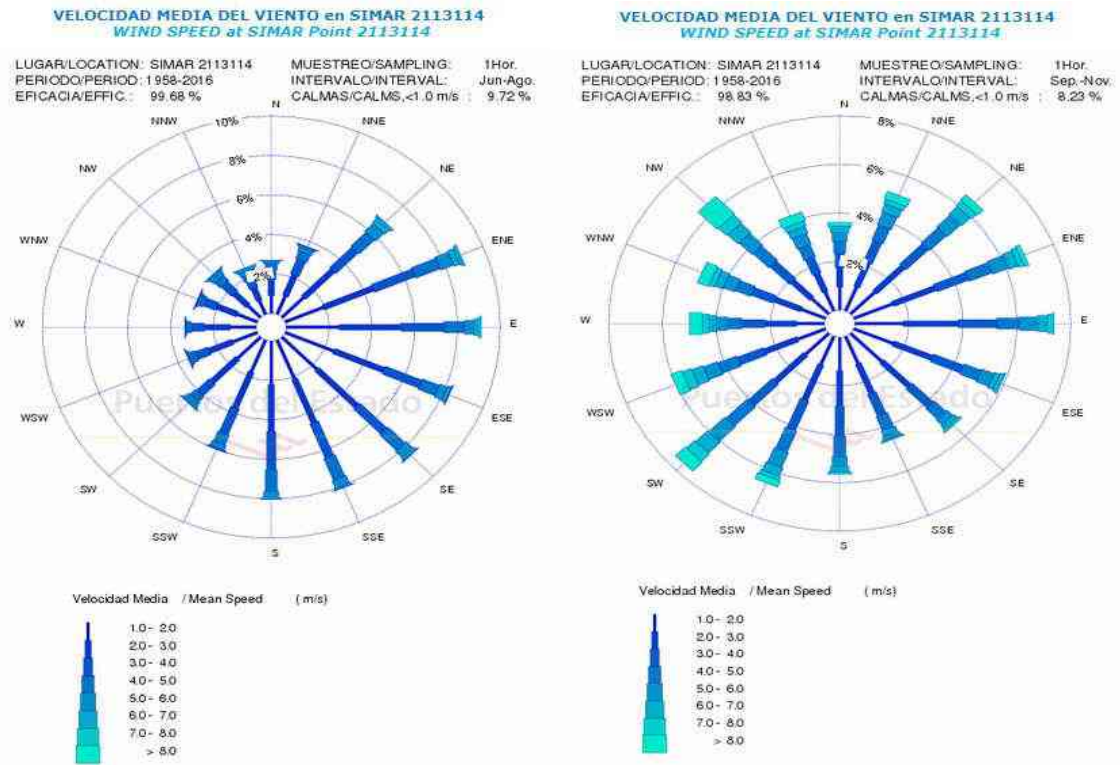 VELOCIDAD MEDIA DEL VIENTO en SIMAR 2113114
WIND SPEED at SIMAR Point 2113114
LUGAR/LOCATION: SIMAR 2113114 MUESTREO/SAMPLING: 1Hor.
PERIODO/PERIOD: 1958-2016 INTERVALO/INTERVAL: Jun-Ago.
EFICACIA/EFFIC.: 99.68 % CALMAS/CALMS,<1.0 m/s : 9.72 %
N
NNW 10% NNE
NW 8% NE
6%
WNW 4% ENE
2%
W E
Puertos del Estado
WSW ESE
SW SE
SSW SSE
S
Velocidad Media / Mean Speed (m/s)
1.0- 2.0
2.0- 3.0
3.0- 4.0
4.0- 5.0
5.0- 6.0
6.0- 7.0
7.0- 8.0
> 8.0
VELOCIDAD MEDIA DEL VIENTO en SIMAR 2113114
WIND SPEED at SIMAR Point 2113114
LUGAR/LOCATION: SIMAR 2113114 MUESTREO/SAMPLING: 1Hor.
PERIODO/PERIOD: 1958-2016 INTERVALO/INTERVAL: Sep.-Nov.
EFICACIA/EFFIC.: 98.83 % CALMAS/CALMS,<1.0 m/s : 8.23 %
N
NNW 8% NNE
NW 6% NE
4%
WNW 2% ENE
W E
Puertos del Estado
WSW ESE
SW SE
SSW SSE
S
Velocidad Media / Mean Speed (m/s)
1.0- 2.0
2.0- 3.0
3.0- 4.0
4.0- 5.0
5.0- 6.0
6.0- 7.0
7.0- 8.0
> 8.0